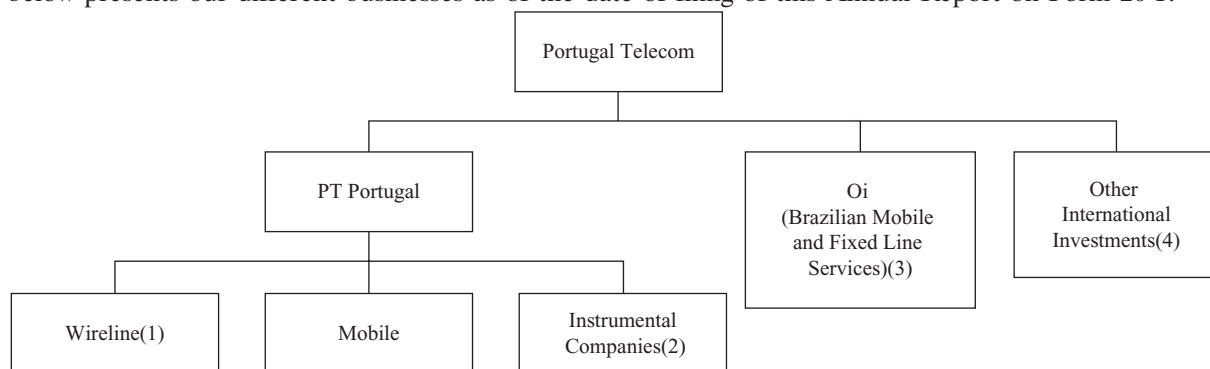 below presents our different businesses as of the date of filing of this Annual Report on Form 20-F.
Portugal Telecom
PT Portugal
Oi
(Brazilian Mobile
and Fixed Line
Services)(3)
Other
International
Investments(4)
Wireline(1)
Mobile
Instrumental
Companies(2)